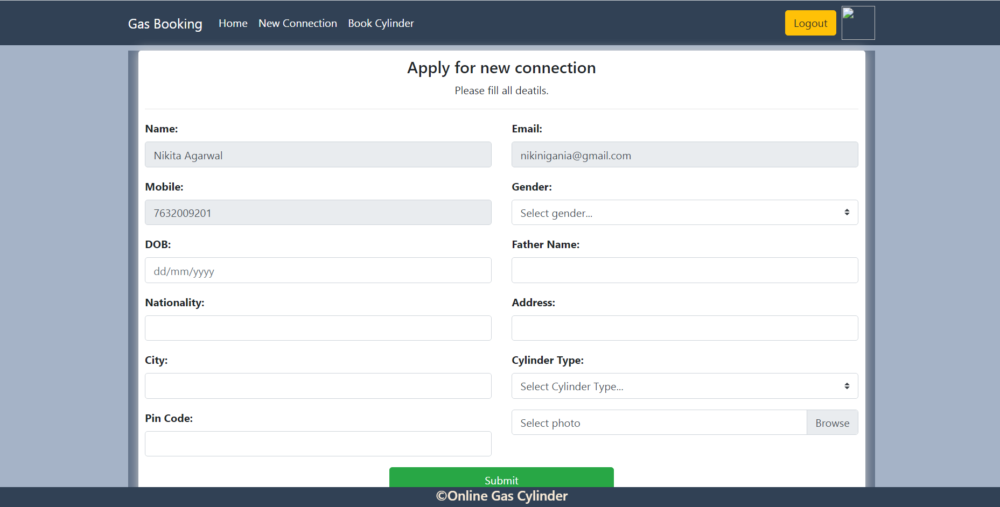 Gas Booking Home New Connection Book Cylinder Logout
Apply for new connection
Please fill all deatils.
Name: Email:
Nikita Agarwal nikinigania@gmail.com
Mobile: Gender:
7632009201 Select gender...
DOB: Father Name:
dd/mm/yyyy
Nationality: Address:
City: Cylinder Type:
Select Cylinder Type...
Pin Code: Select photo Browse
Submit
©Online Gas Cylinder